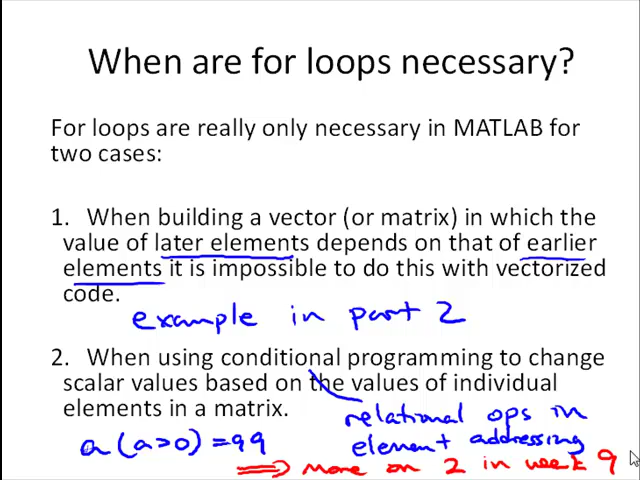 When are for loops necessary?
For loops are really only necessary in MATLAB for
two cases:
1. When building a vector (or matrix) in which the
value of later elements depends on that of earlier
elements it is impossible to do this with vectorized
code.
example in part 2
2. When using conditional programming to change
scalar values based on the values of individual
elements in a matrix.
relational ops in
a (a>0) = 99
element addressing
⇒ more on 2 in week 9